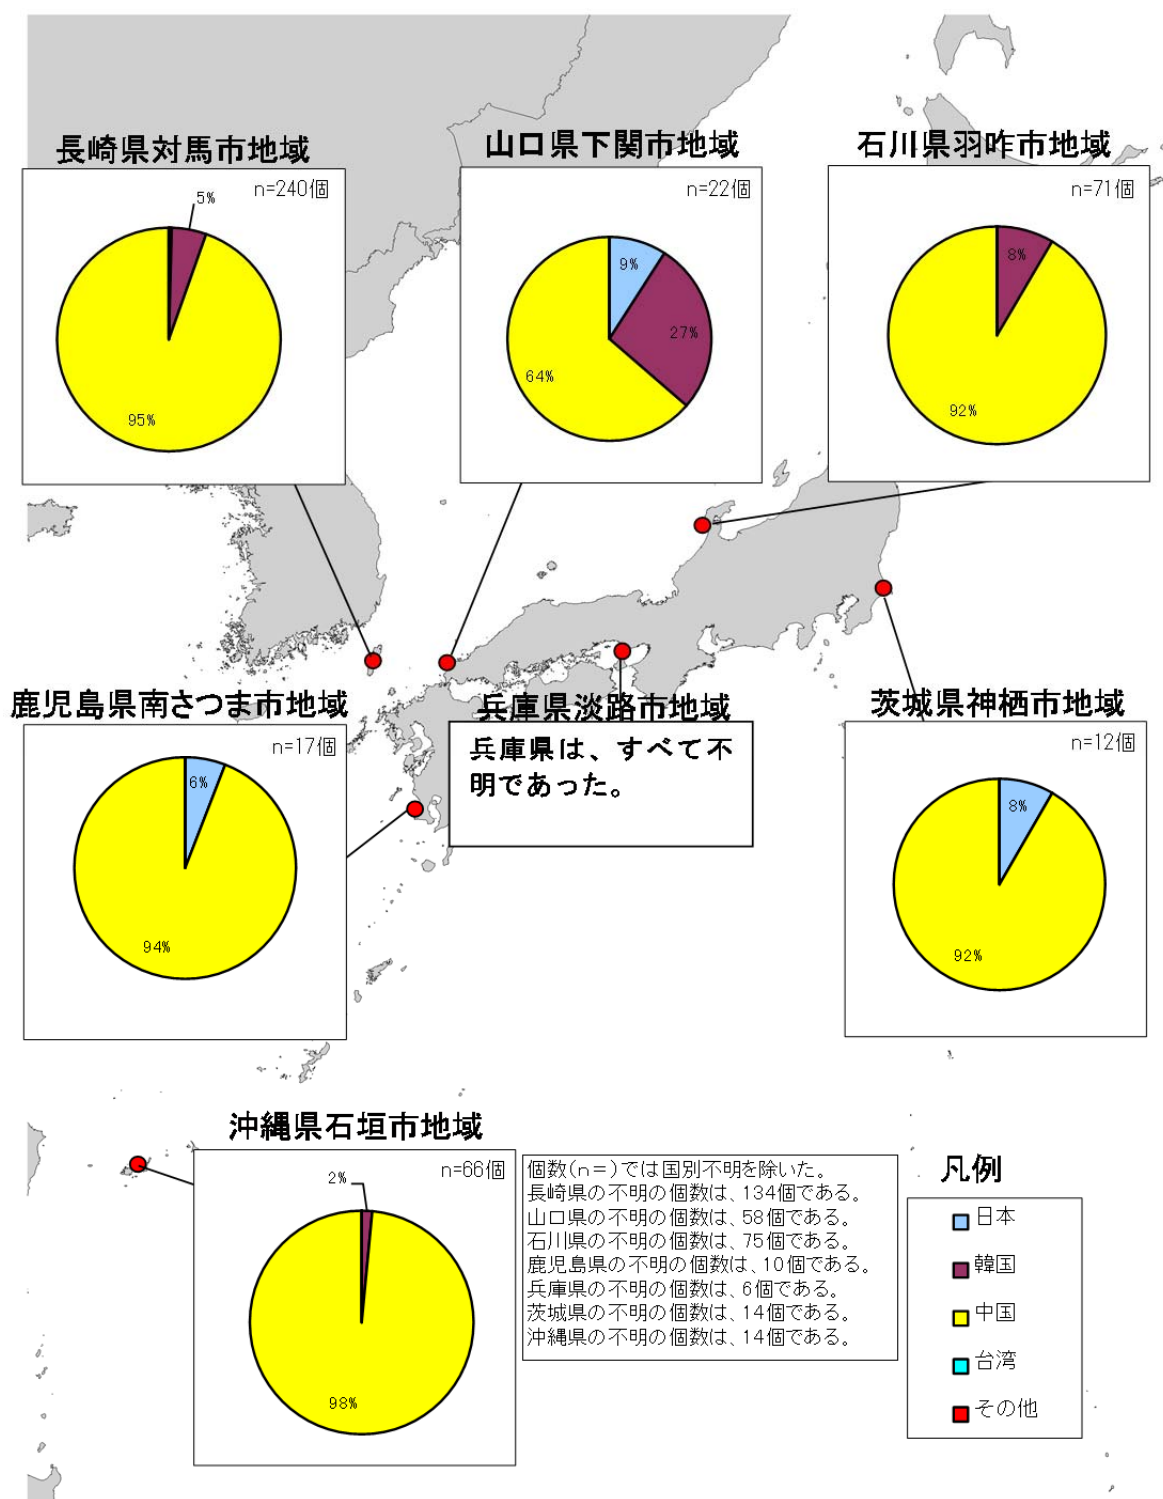 長崎県対馬市地域
n=240個
5%
95%
山口県下関市地域
n=22個
9%
27%
64%
石川県羽咋市地域
n=71個
8%
92%
鹿児島県南さつま市地域
n=17個
6%
94%
兵庫県淡路市地域
兵庫県は、すべて不
明であった。
茨城県神栖市地域
n=12個
8%
92%
沖縄県石垣市地域
n=66個
2%
98%
個数(n=)では国別不明を除いた。
長崎県の不明の個数は、134個である。
山口県の不明の個数は、58個である。
石川県の不明の個数は、75個である。
鹿児島県の不明の個数は、10個である。
兵庫県の不明の個数は、6個である。
茨城県の不明の個数は、14個である。
沖縄県の不明の個数は、14個である。
凡例
日本
韓国
中国
台湾
その他